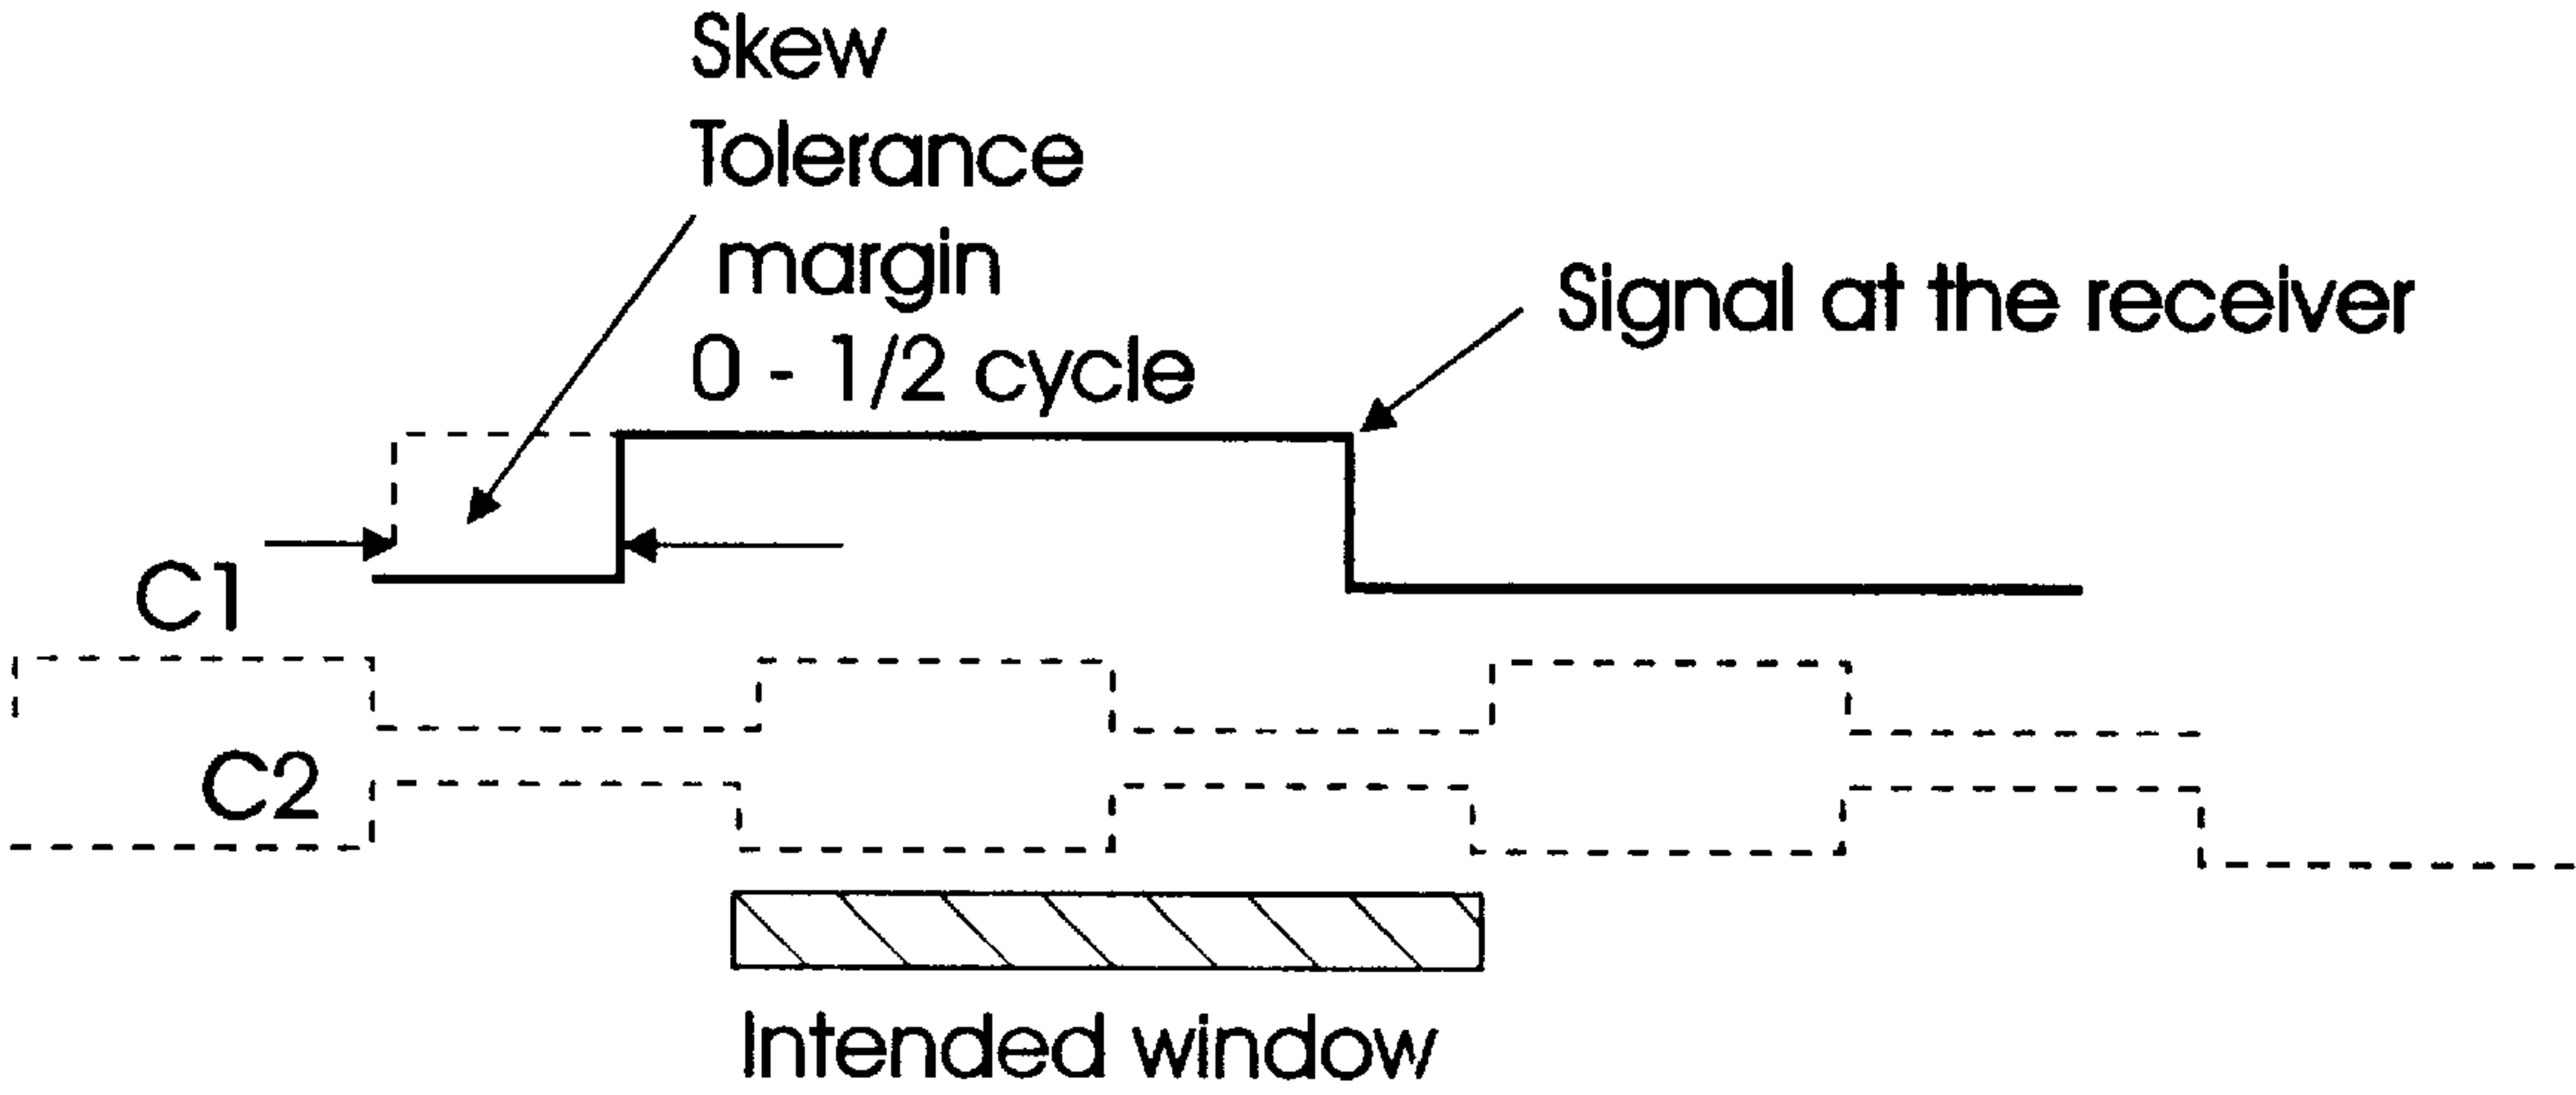 Skew
Tolerance
margin
0 - 1/2 cycle
Signal at the receiver
C1
C2
Intended window